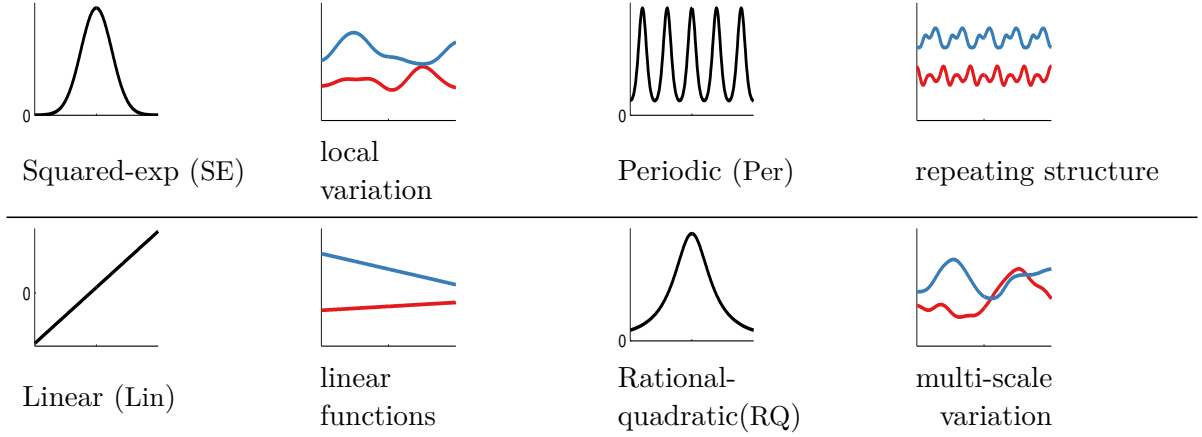 0
0
Squared-exp (SE)
local
variation
Periodic (Per)
repeating structure
0
0
Linear (Lin)
linear
functions
Rational-
quadratic(RQ)
multi-scale
variation